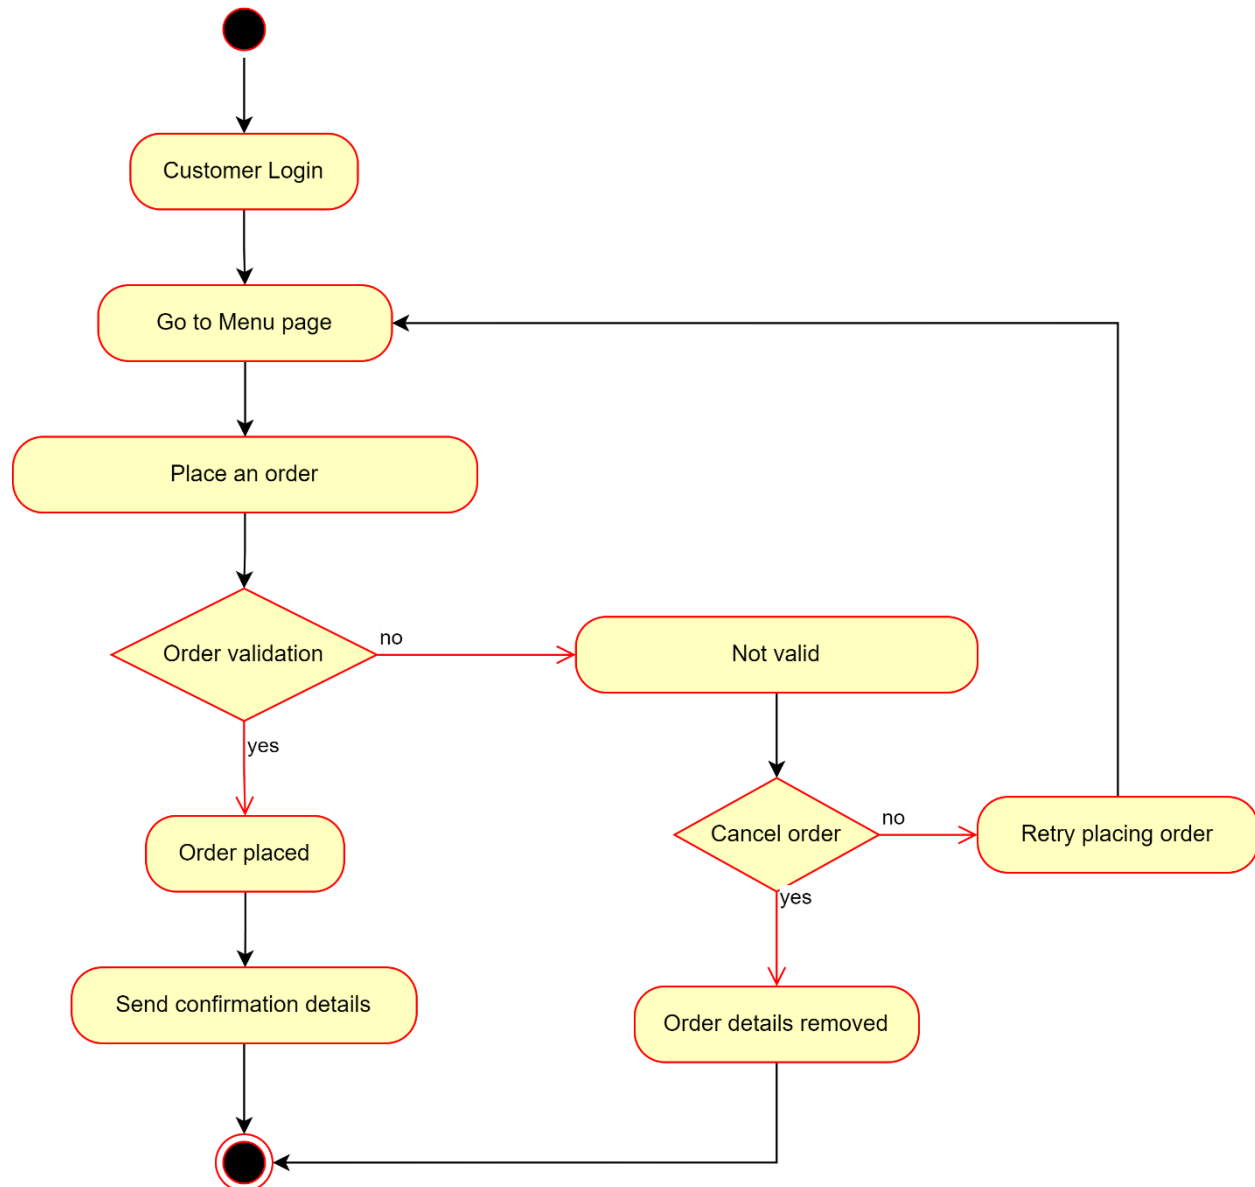 Customer Login
Go to Menu page
Place an order
Order validation
no
Not valid
yes
Cancel order
no
Retry placing order
Order placed
yes
Send confirmation details
Order details removed